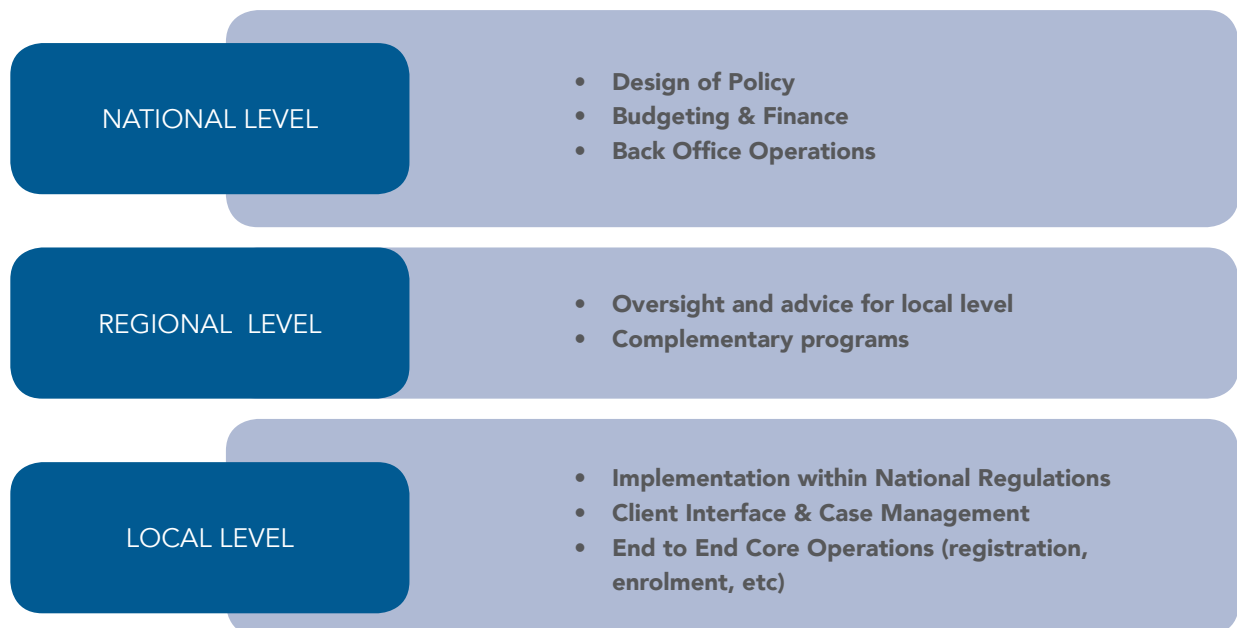 NATIONAL LEVEL
• Design of Policy
• Budgeting & Finance
• Back Office Operations
REGIONAL LEVEL
• Oversight and advice for local level
• Complementary programs
LOCAL LEVEL
• Implementation within National Regulations
• Client Interface & Case Management
• End to End Core Operations (registration,
enrolment, etc)